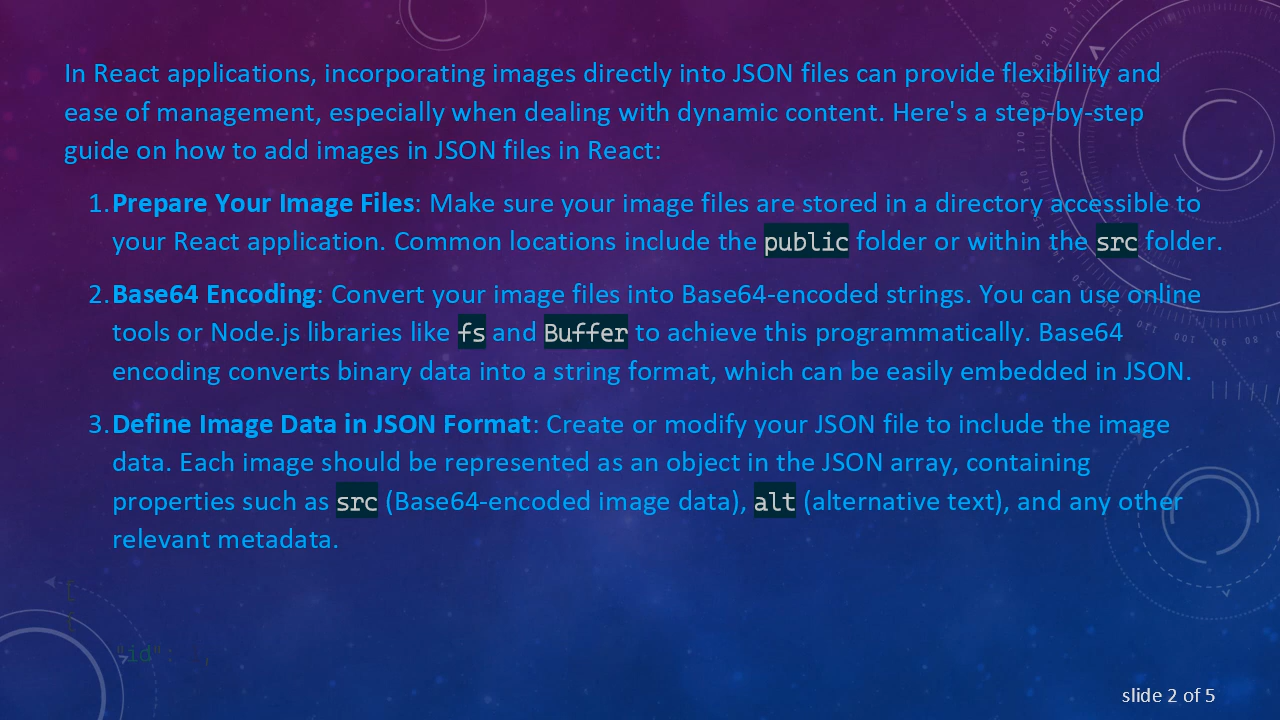 In React applications, incorporating images directly into JSON files can provide flexibility and
ease of management, especially when dealing with dynamic content. Here's a step-by-step
guide on how to add images in JSON files in React:
1. Prepare Your Image Files: Make sure your image files are stored in a directory accessible to
your React application. Common locations include the public folder or within the src folder.
2. Base64 Encoding: Convert your image files into Base64-encoded strings. You can use online
tools or Node.js libraries like fs and Buffer to achieve this programmatically. Base64
encoding converts binary data into a string format, which can be easily embedded in JSON.
3. Define Image Data in JSON Format: Create or modify your JSON file to include the image
data. Each image should be represented as an object in the JSON array, containing
properties such as src (Base64-encoded image data), alt (alternative text), and any other
relevant metadata.
[
{
"id":
slide 2 of 5